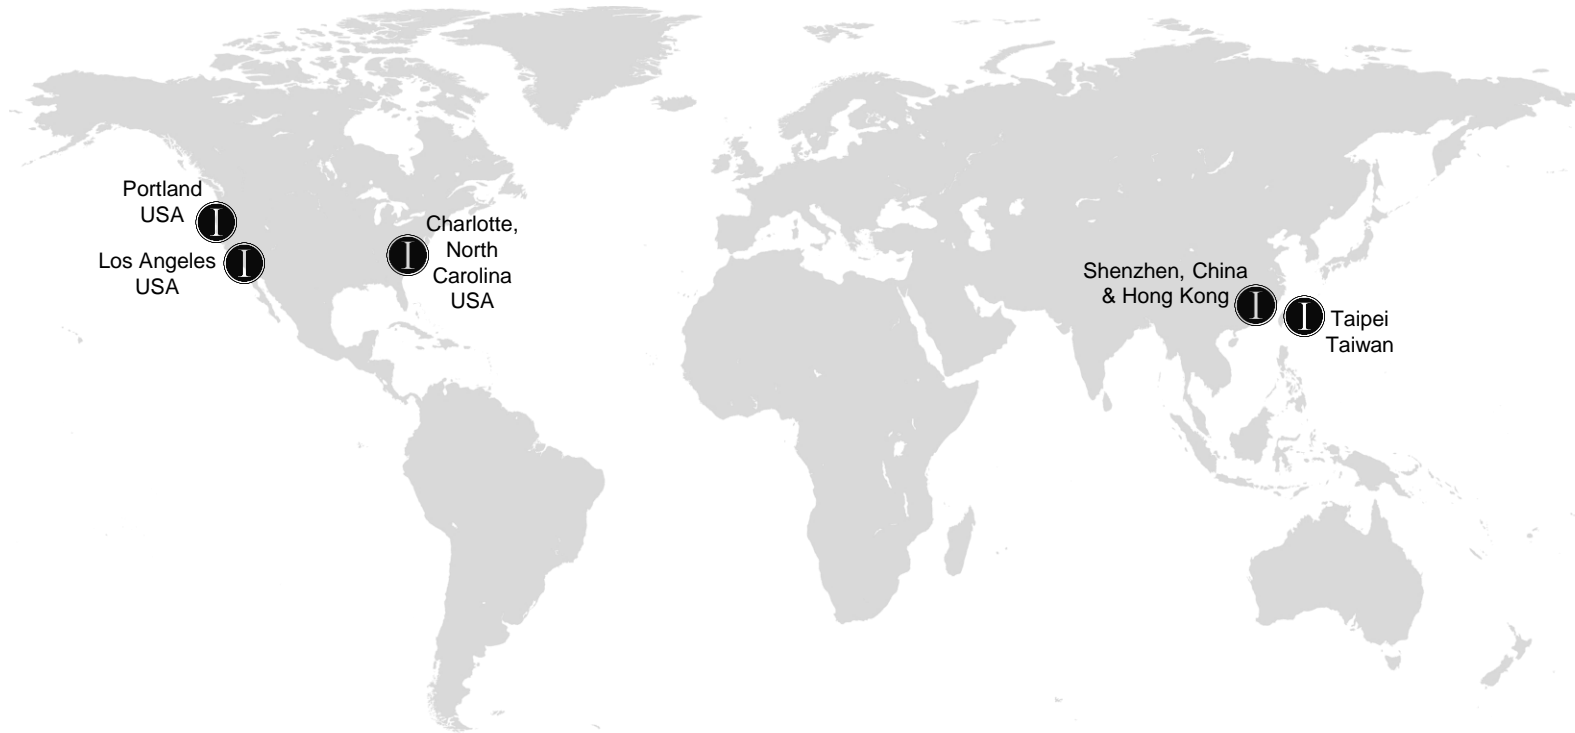 Portland
USA
I
Los Angeles
USA
I
Charlotte,
North
Carolina
USA
I
Shenzhen, China
& Hong Kong
I
Taipei
Taiwan
I